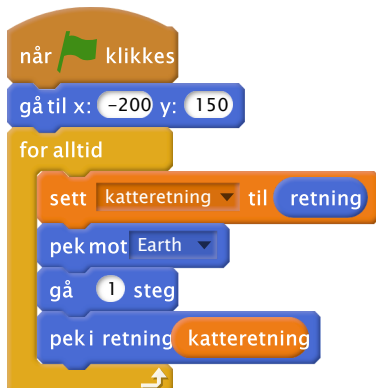 når klikkes
gå til x: -200 y: 150
for alltid
sett katteretning til retning
pek mot Earth
gå 1 steg
pek i retning katteretning